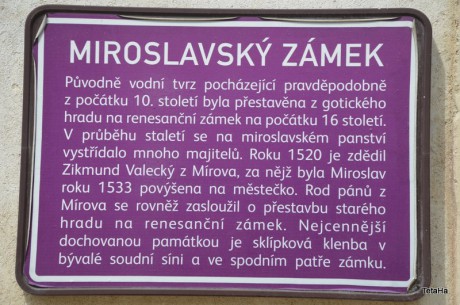 MIROSLAVSKÝ ZÁMEK
Původně vodní tvrz pocházející pravděpodobně
z počátku 10. století byla přestavěna z gotického
hradu na renesanční zámek na počátku 16 století.
V průběhu staletí se na miroslavském panství
vystřídalo mnoho majitelů. Roku 1520 je zdědil
Zikmund Valecký z Mírova, za nějž byla Miroslav
roku 1533 povýšena na městečko. Rod pánů z
Mírova se rovněž zasloužil o přestavbu starého
hradu na renesanční zámek. Nejcennější
dochovanou památkou je sklípková klenba v
bývalé soudní síni a ve spodním patře zámku.
TetaHa